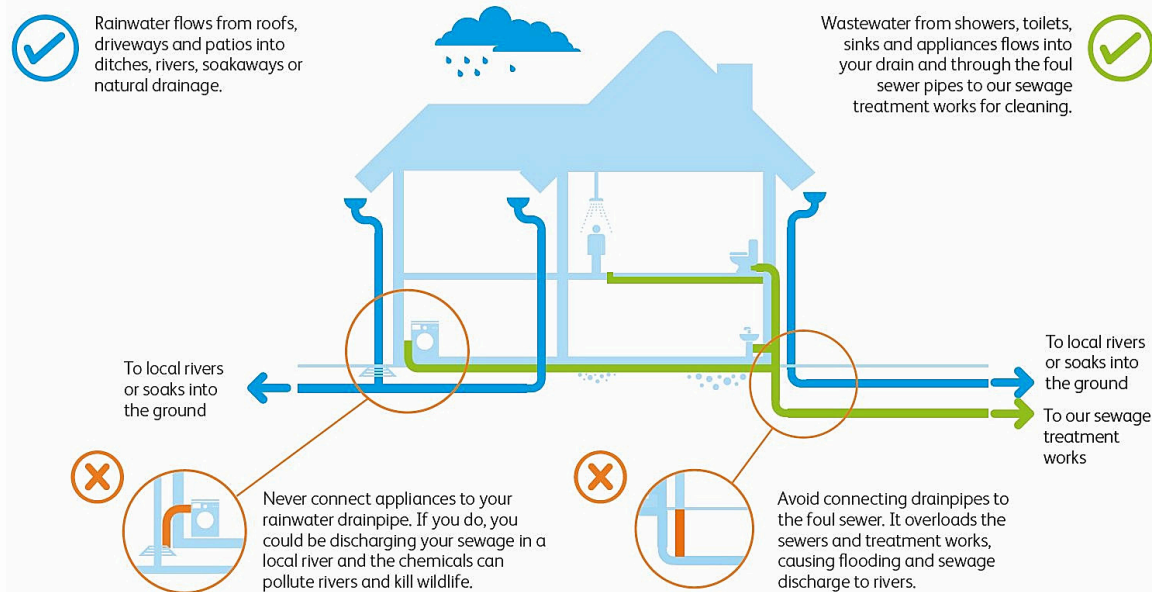 Rainwater flows from roofs,
driveways and patios into
ditches, rivers, soakaways or
natural drainage.
Wastewater from showers, toilets,
sinks and appliances flows into
your drain and through the foul
sewer pipes to our sewage
treatment works for cleaning.
To local rivers
or soaks into
the ground
To local rivers
or soaks into
the ground
To our sewage
treatment
works
Never connect appliances to your
rainwater drainpipe. If you do, you
could be discharging your sewage in a
local river and the chemicals can
pollute rivers and kill wildlife.
Avoid connecting drainpipes to
the foul sewer. It overloads the
sewers and treatment works,
causing flooding and sewage
discharge to rivers.